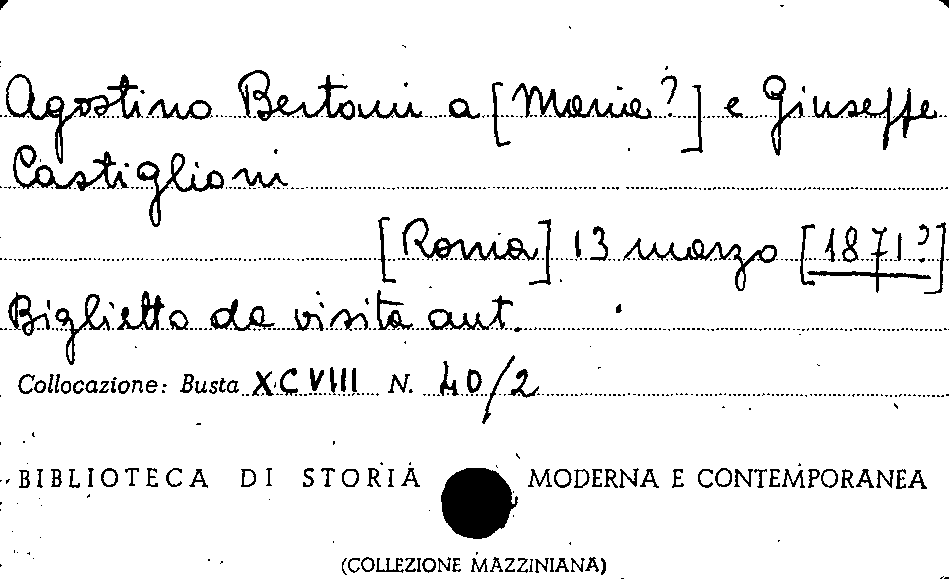 Agostino Bertani a [Maria?] e Giuseppe
Castiglioni
[Roma] 13 marzo [1871?]
Biglietto da visita aut.
Collocazione: Busta XCVIII N. 40/2
BIBLIOTECA DI STORIA MODERNA E CONTEMPORANEA
(COLLEZIONE MAZZINIANA)